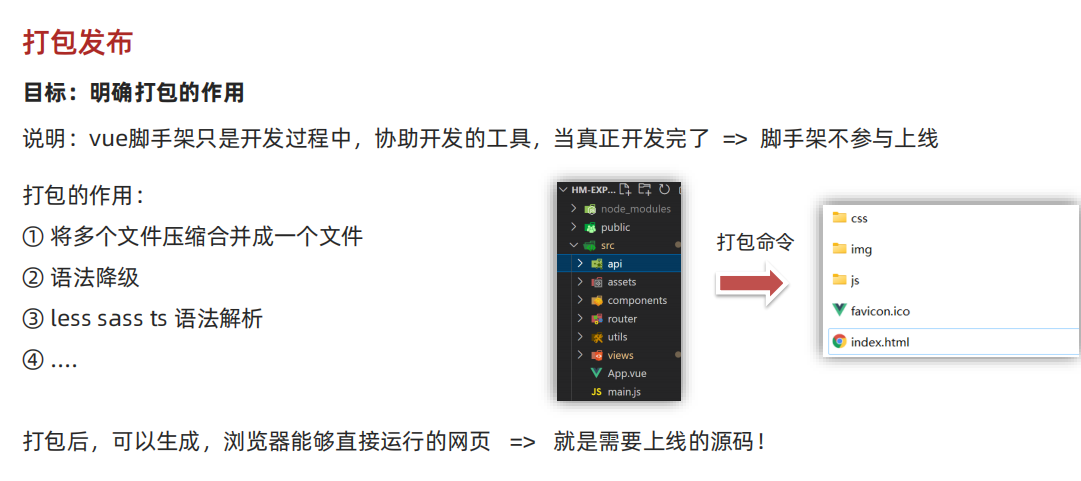 打包发布
目标：明确打包的作用
说明：vue脚手架只是开发过程中，协助开发的工具，当真正开发完了 => 脚手架不参与上线
打包的作用：
① 将多个文件压缩合并成一个文件
② 语法降级
③ less sass ts 语法解析
④ ....
HM-EXP...
node_modules
public
src
api
assets
components
router
utils
views
App.vue
JS main.js
打包命令
css
img
js
favicon.ico
index.html
打包后，可以生成，浏览器能够直接运行的网页 => 就是需要上线的源码！